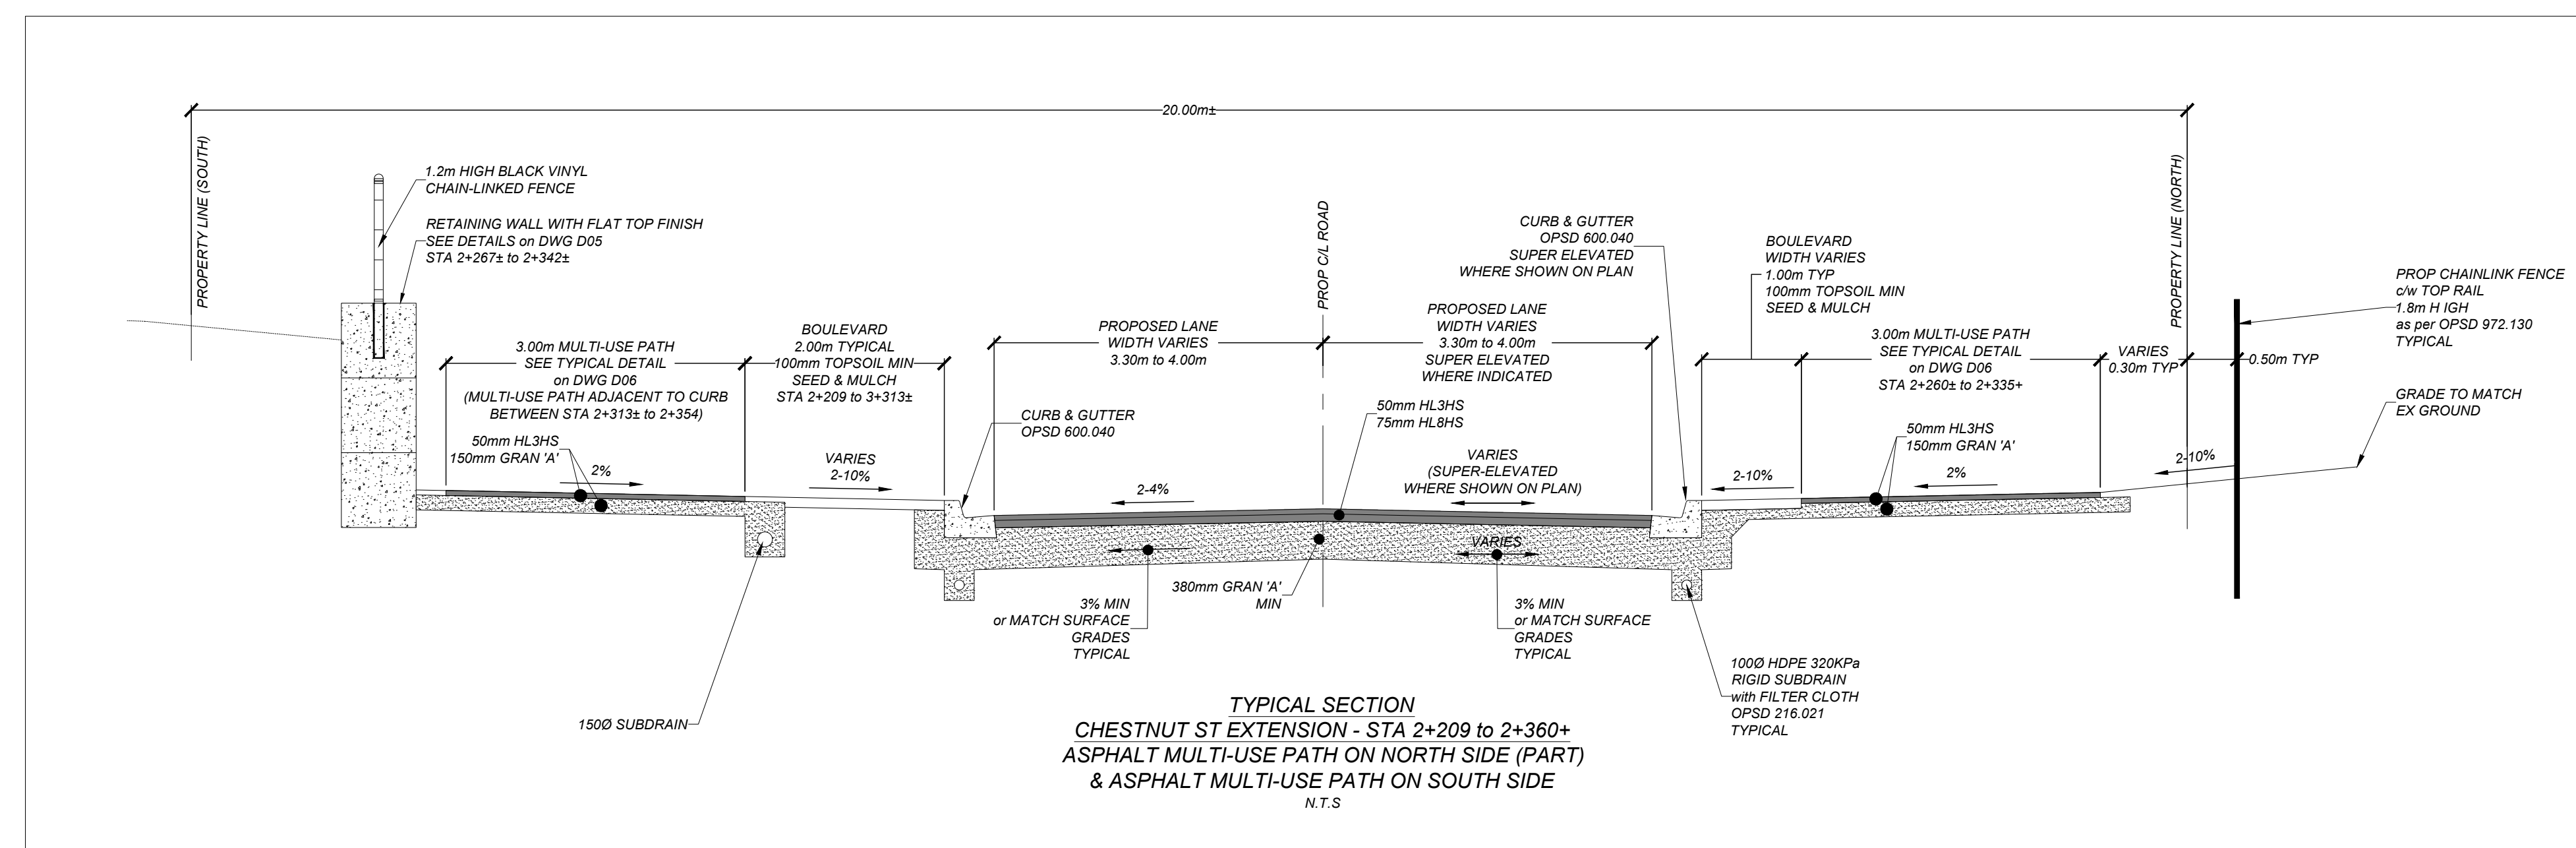 20.00m±
PROPERTY LINE (SOUTH)
1.2m HIGH BLACK VINYL
CHAIN-LINKED FENCE
RETAINING WALL WITH FLAT TOP FINISH
SEE DETAILS on DWG D05
STA 2+267± to 2+342±
3.00m MULTI-USE PATH
SEE TYPICAL DETAIL
on DWG D06
(MULTI-USE PATH ADJACENT TO CURB
BETWEEN STA 2+313± to 2+354)
50mm HL3HS
150mm GRAN 'A'
2%
BOULEVARD
2.00m TYPICAL
100mm TOPSOIL MIN
SEED & MULCH
STA 2+209 to 3+313±
VARIES
2-10%
CURB & GUTTER
OPSD 600.040
PROPOSED LANE
WIDTH VARIES
3.30m to 4.00m
2-4%
PROP C/L ROAD
PROPOSED LANE
WIDTH VARIES
3.30m to 4.00m
SUPER ELEVATED
WHERE INDICATED
50mm HL3HS
75mm HL8HS
VARIES
(SUPER-ELEVATED
WHERE SHOWN ON PLAN)
CURB & GUTTER
OPSD 600.040
SUPER ELEVATED
WHERE SHOWN ON PLAN
BOULEVARD
WIDTH VARIES
1.00m TYP
100mm TOPSOIL MIN
SEED & MULCH
2-10%
3.00m MULTI-USE PATH
SEE TYPICAL DETAIL
on DWG D06
STA 2+260± to 2+335+
50mm HL3HS
150mm GRAN 'A'
2%
VARIES
0.30m TYP
PROPERTY LINE (NORTH)
0.50m TYP
2-10%
PROP CHAINLINK FENCE
c/w TOP RAIL
1.8m H IGH
as per OPSD 972.130
TYPICAL
GRADE TO MATCH
EX GROUND
150Ø SUBDRAIN
3% MIN
or MATCH SURFACE
GRADES
TYPICAL
380mm GRAN 'A'
MIN
VARIES
3% MIN
or MATCH SURFACE
GRADES
TYPICAL
100Ø HDPE 320KPa
RIGID SUBDRAIN
with FILTER CLOTH
OPSD 216.021
TYPICAL
TYPICAL SECTION
CHESTNUT ST EXTENSION - STA 2+209 to 2+360+
ASPHALT MULTI-USE PATH ON NORTH SIDE (PART)
& ASPHALT MULTI-USE PATH ON SOUTH SIDE
N.T.S